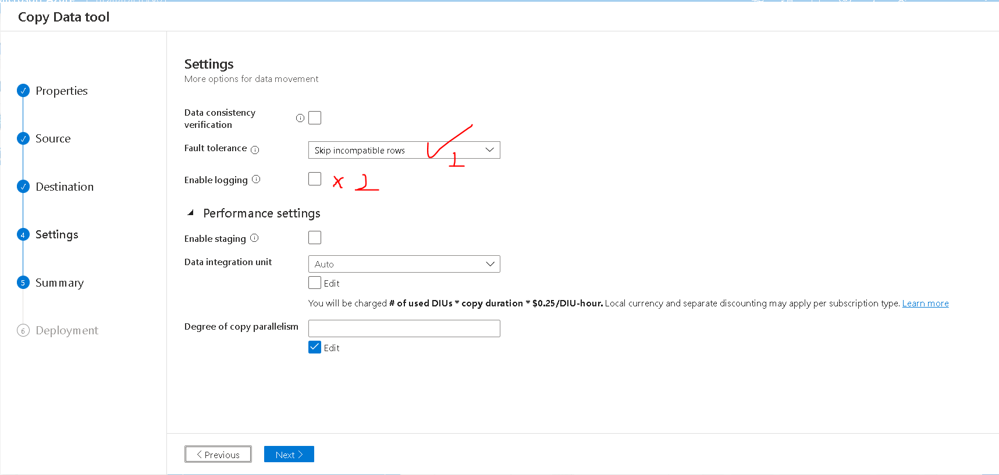 Copy Data tool
Settings
More options for data movement
Properties
Source
Destination
4 Settings
5 Summary
6 Deployment
Data consistency
verification
Fault tolerance
Skip incompatible rows
1
Enable logging
x 2
Performance settings
Enable staging
Data integration unit
Auto
Edit
You will be charged # of used DIUs * copy duration * $0.25/DIU-hour. Local currency and separate discounting may apply per subscription type. Learn more
Degree of copy parallelism
Edit
< Previous
Next >